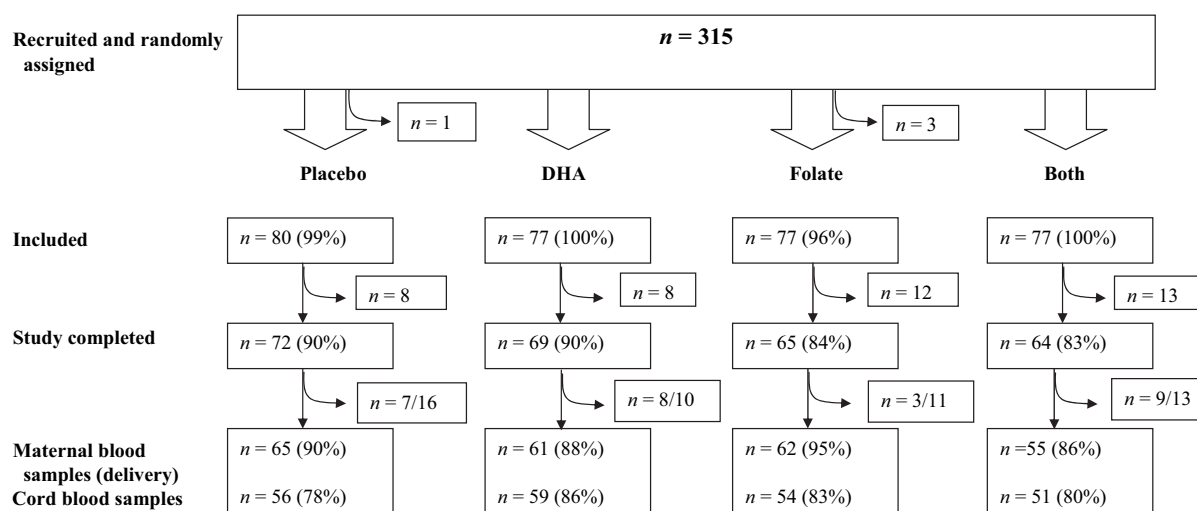 Recruited and randomly
assigned
n = 315
n = 1
n = 3
Placebo
DHA
Folate
Both
Included
n = 80 (99%)
n = 77 (100%)
n = 77 (96%)
n = 77 (100%)
n = 8
n = 8
n = 12
n = 13
Study completed
n = 72 (90%)
n = 69 (90%)
n = 65 (84%)
n = 64 (83%)
n = 7/16
n = 8/10
n = 3/11
n = 9/13
Maternal blood
samples (delivery)
n = 65 (90%)
n = 61 (88%)
n = 62 (95%)
n =55 (86%)
Cord blood samples
n = 56 (78%)
n = 59 (86%)
n = 54 (83%)
n = 51 (80%)